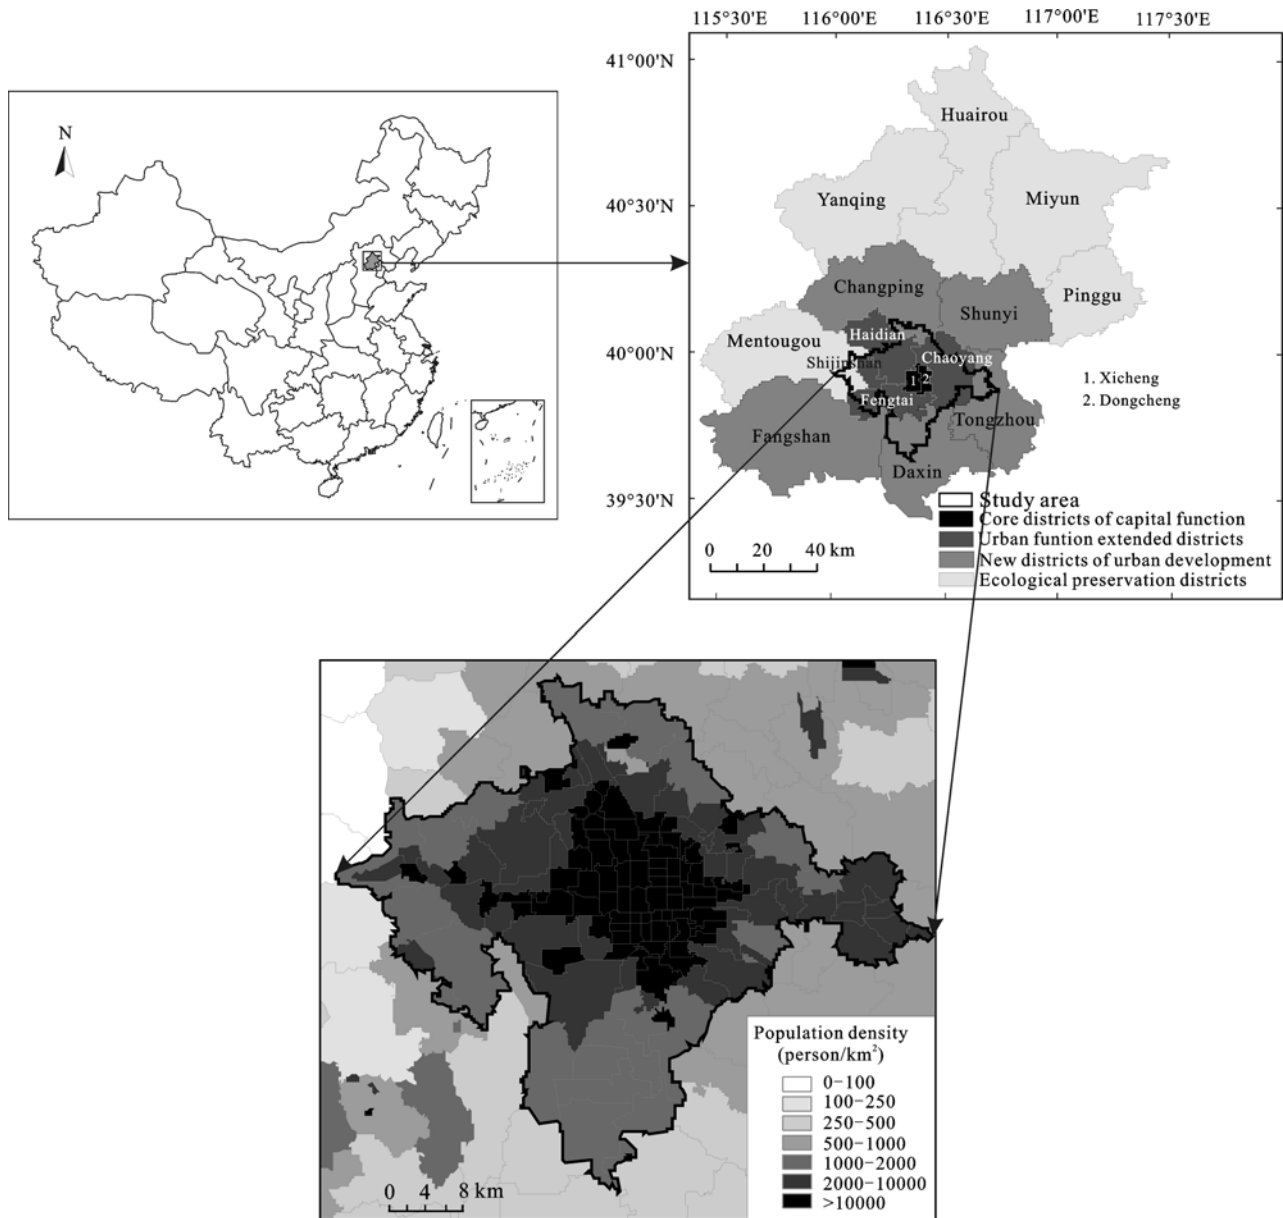 115°30'E 116°00'E 116°30'E 117°00'E 117°30'E
41°00'N
40°30'N
40°00'N
39°30'N
N
Huairou
Yanqing
Miyun
Changping
Shunyi
Pinggu
Mentougou
Haidian
Chaoyang
Shijinshan
1
2
Fengtai
Tongzhou
Fangshan
Daxin
1. Xicheng
2. Dongcheng
Study area
Core districts of capital function
Urban funtion extended districts
New districts of urban development
Ecological preservation districts
0 20 40 km
Population density
(person/km²)
0-100
100-250
250-500
500-1000
1000-2000
2000-10000
>10000
0 4 8 km